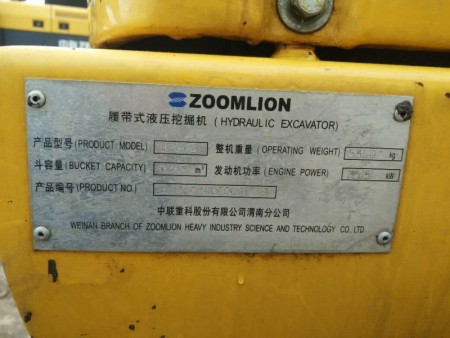 ZOOMLION
履带式液压挖掘机 (HYDRAULIC EXCAVATOR)
产品型号(PRODUCT MODEL) 整机重量(OPERATING WEIGHT) kg
斗容量(BUCKET CAPACITY) m³ 发动机功率(ENGINE POWER) kW
产品编号(PRODUCT NO.)
中联重科股份有限公司渭南分公司
WEINAN BRANCH OF ZOOMLION HEAVY INDUSTRY SCIENCE AND TECHNOLOGY CO.,LTD